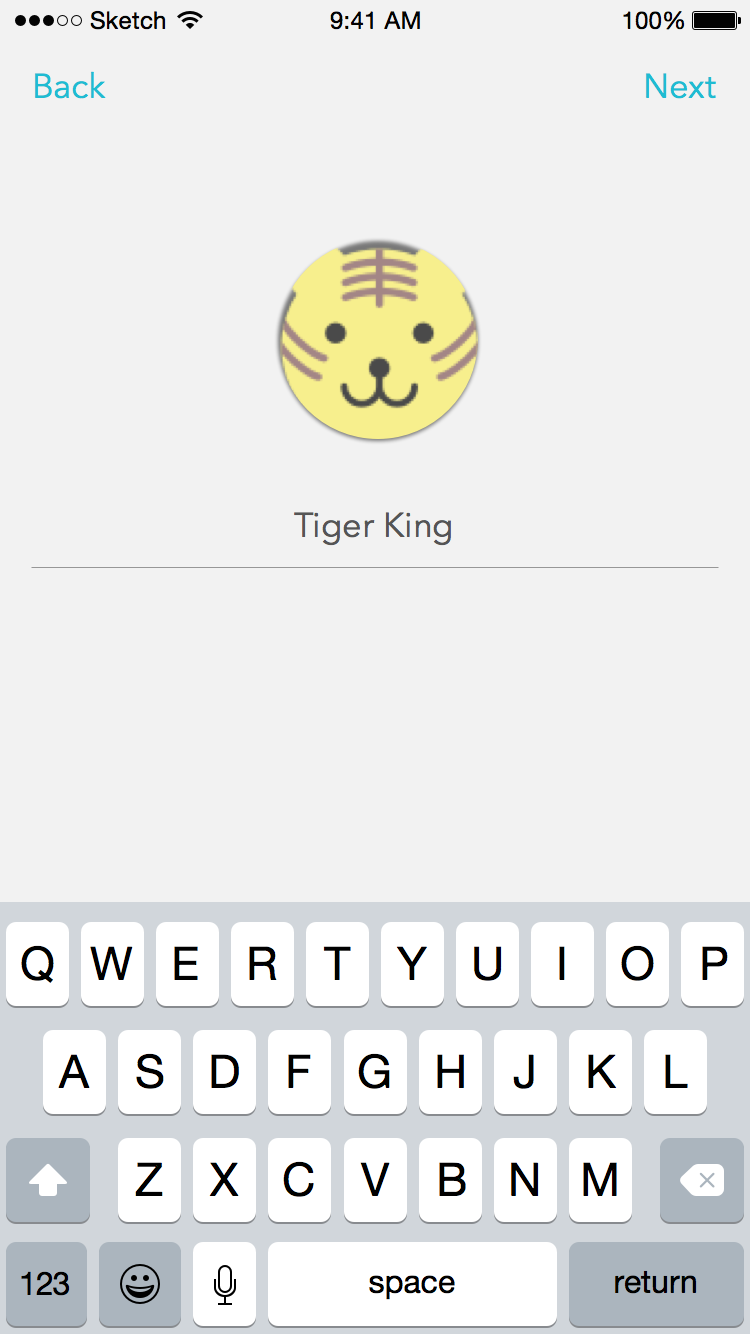 Sketch 9:41 AM 100%
Back Next
Tiger King
Q W E R T Y U I O P
A S D F G H J K L
Z X C V B N M
123 space return